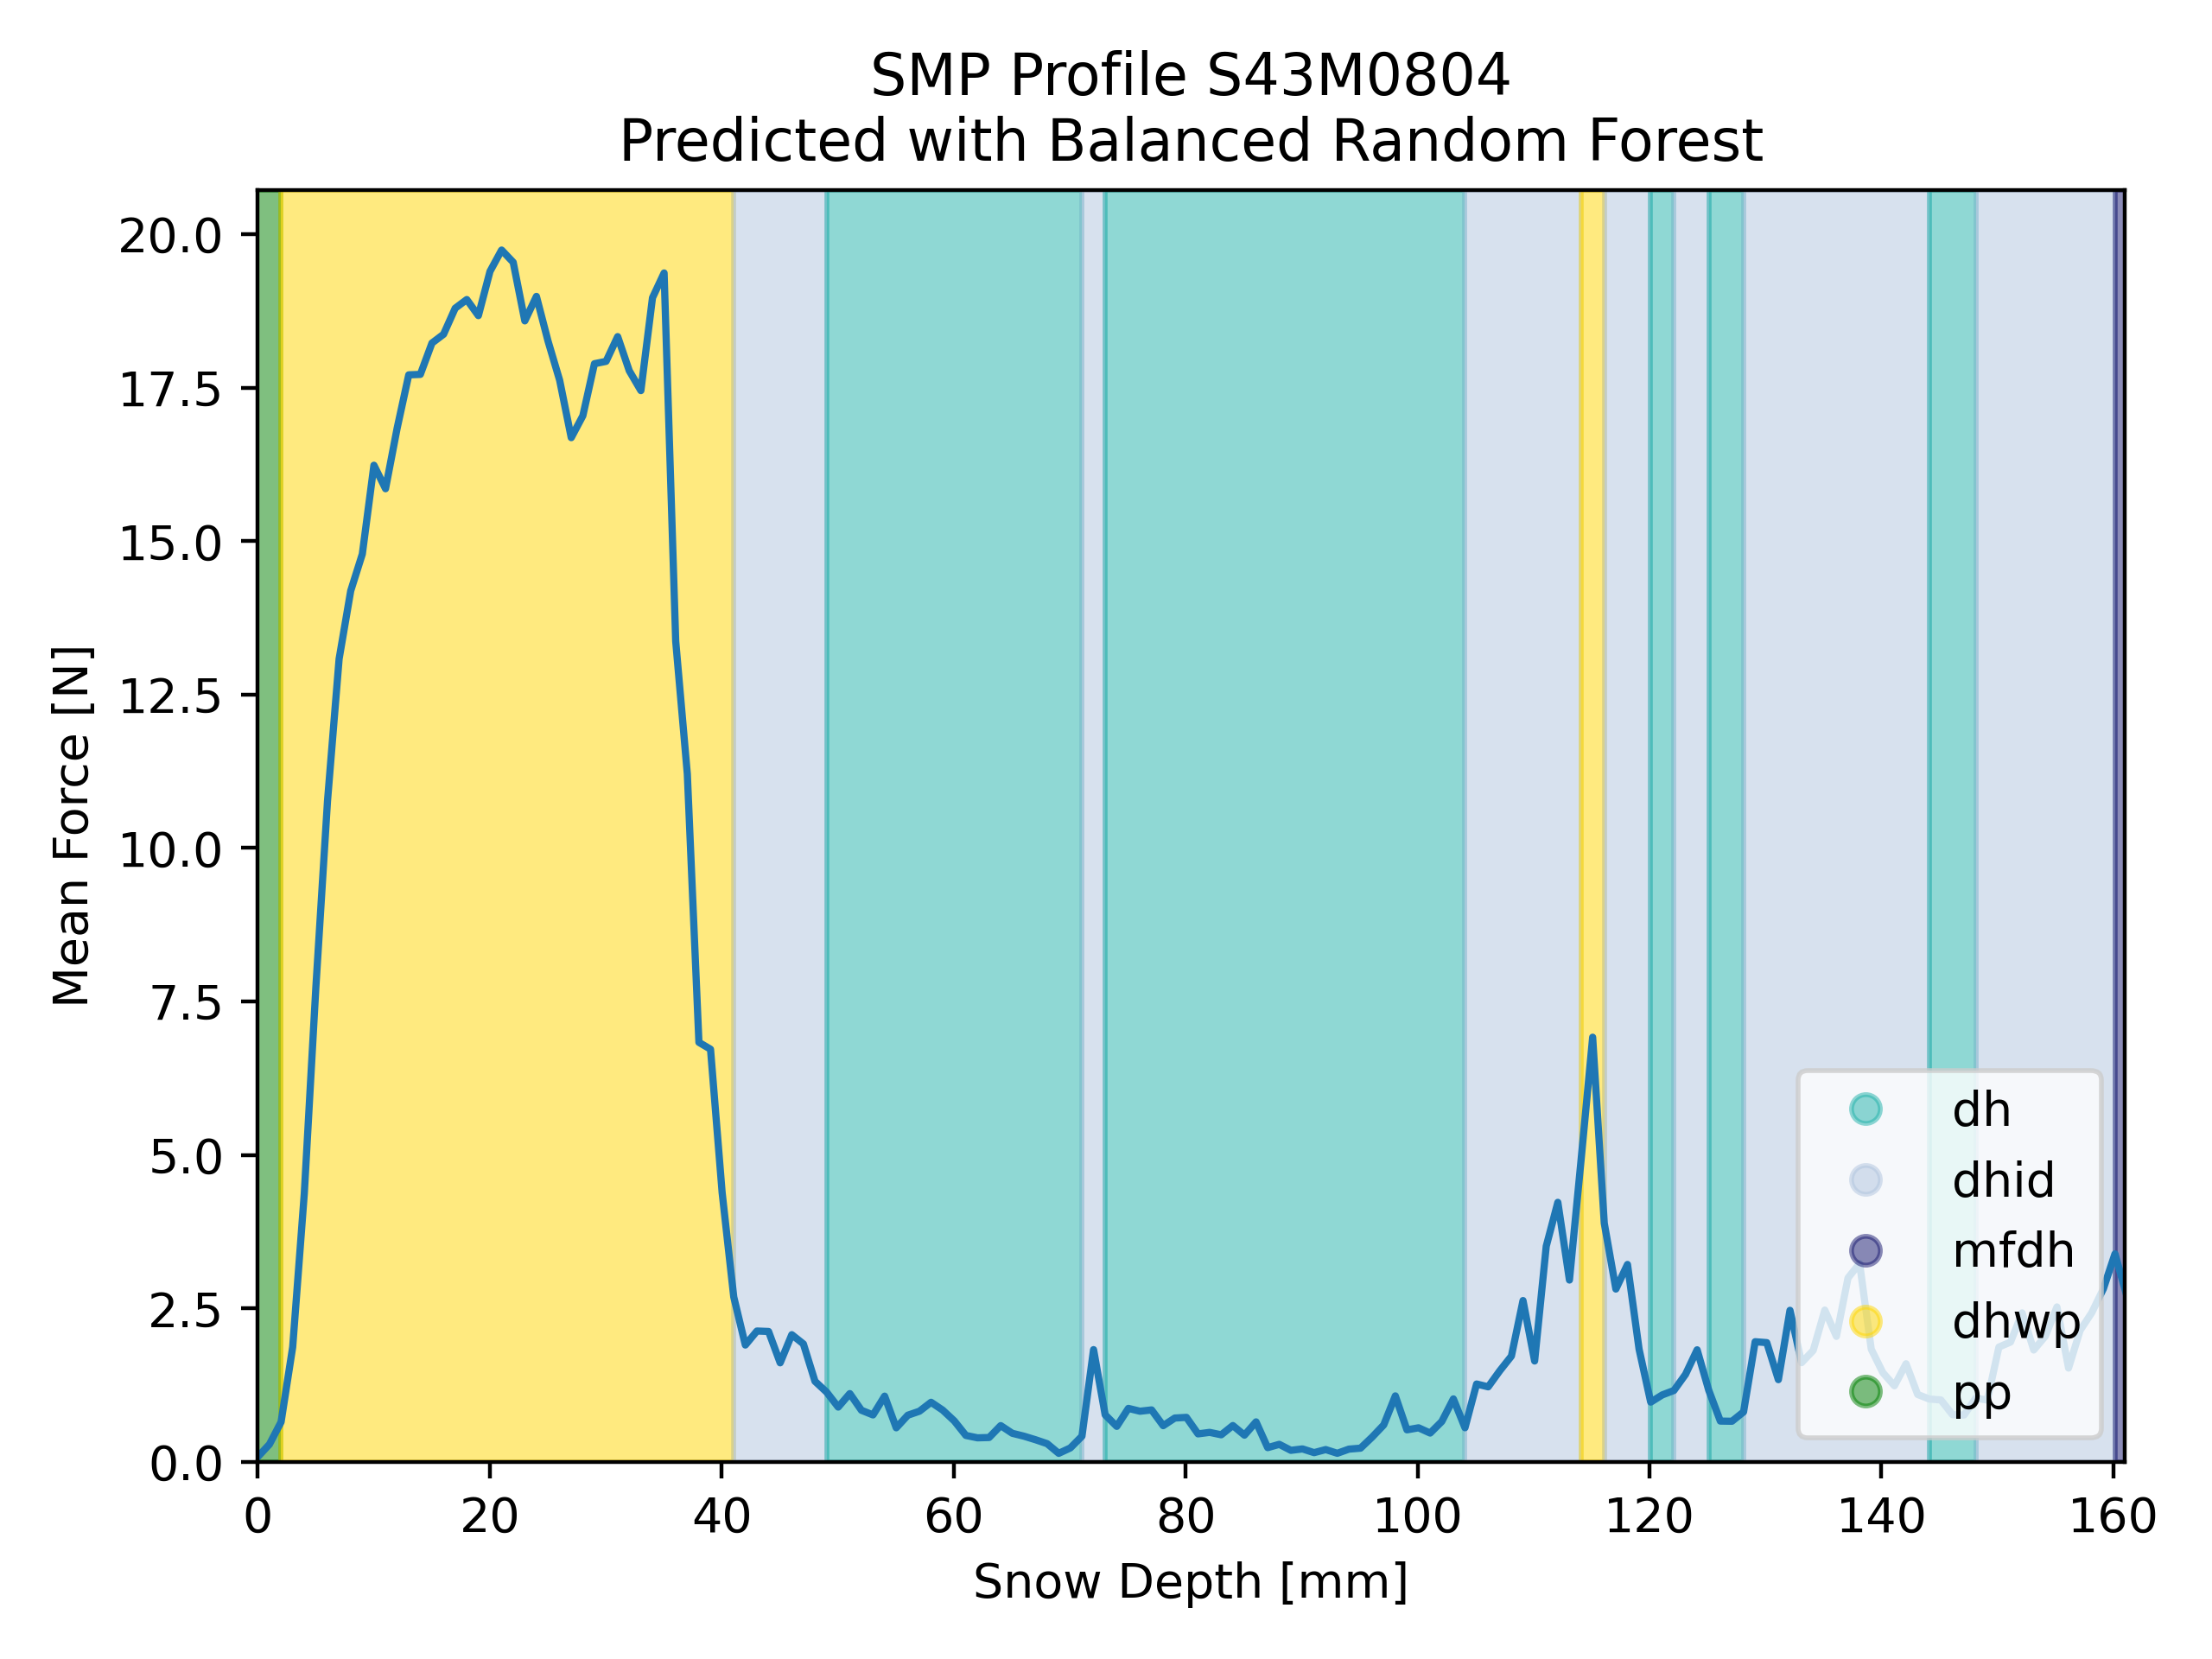 SMP Profile S43M0804
Predicted with Balanced Random Forest
Mean Force [N]
20.0
17.5
15.0
12.5
10.0
7.5
5.0
2.5
0.0
dh
dhid
mfdh
dhwp
pp
0 20 40 60 80 100 120 140 160
Snow Depth [mm]